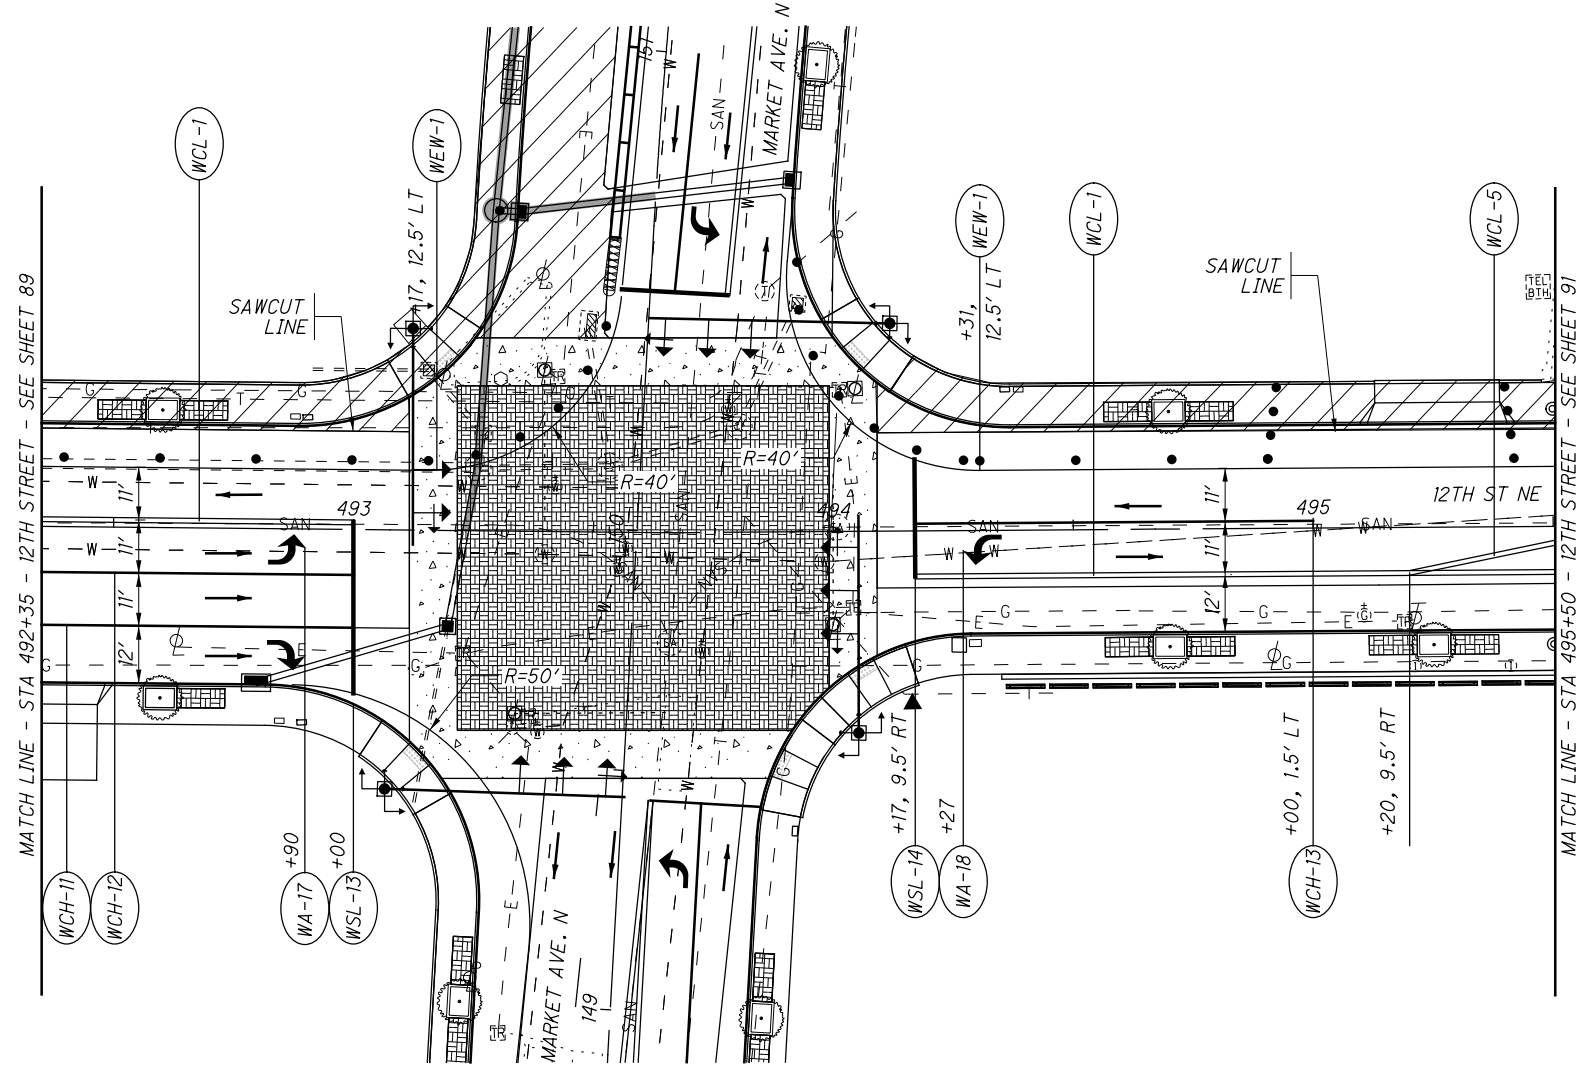 MARKET AVE. N
151
W
SAN
E
WCL-1
WEW-1
+17, 12.5' LT
WEW-1
WCL-1
WCL-5
+31,
12.5' LT
SAWCUT
LINE
SAWCUT
LINE
TEL
BTH
MATCH LINE - STA 492+35 - 12TH STREET - SEE SHEET 89
MATCH LINE - STA 495+50 - 12TH STREET - SEE SHEET 91
G
T
G
R=40'
R=40'
R=50'
W
11'
11'
11'
12'
493
494
495
SAN
SAN
SAN
12TH ST NE
11'
11'
12'
W
W
W
G
E
G
E
G
G
G
+17, 9.5' RT
+27
+00, 1.5' LT
+20, 9.5' RT
+90
+00
WCH-11
WCH-12
WA-17
WSL-13
WSL-14
WA-18
WCH-13
E
MARKET AVE. N
149
SAN
TR